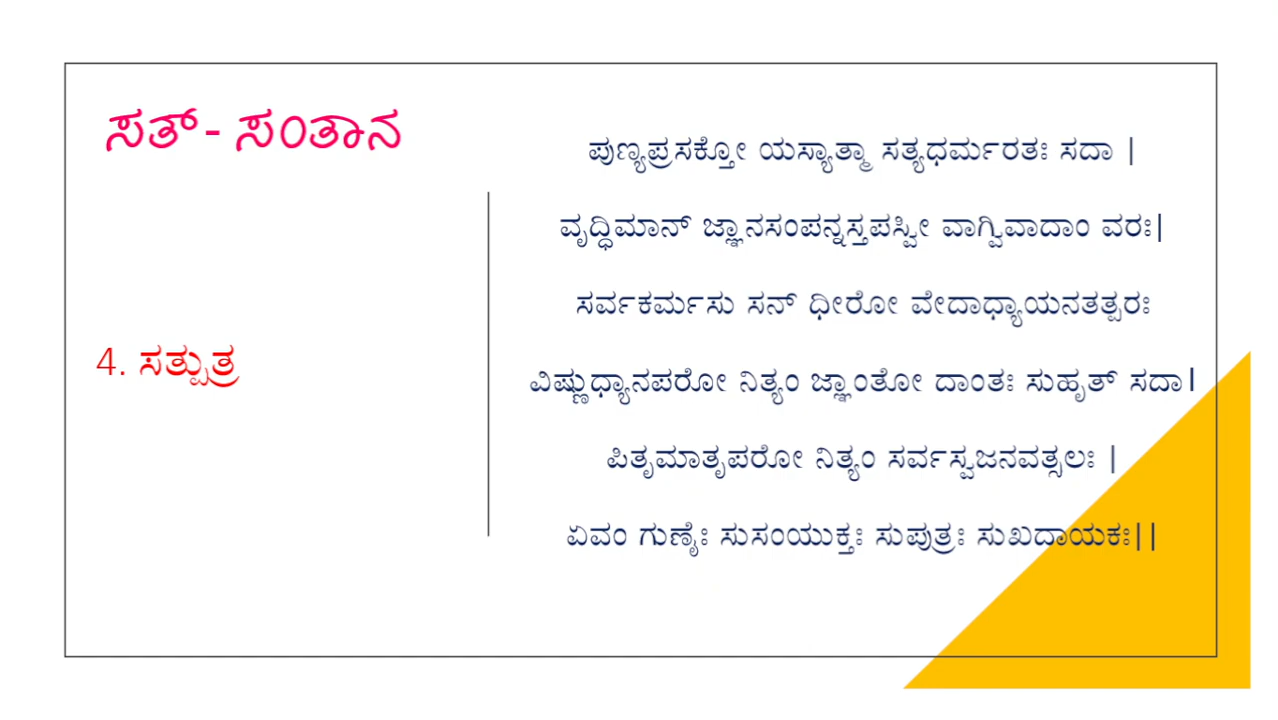 ಸತ್- ಸಂತಾನ
4. ಸತ್ಪುತ್ರ
ಪುಣ್ಯಪ್ರಸಕ್ತೋ ಯಸ್ಯಾತ್ಮಾ ಸತ್ಯಧರ್ಮರತಃ ಸದಾ |
ವೃದ್ಧಿಮಾನ್ ಜ್ಞಾನಸಂಪನ್ನಸ್ತಪಸ್ವೀ ವಾಗ್ವಿವಾದಾಂ ವರಃ|
ಸರ್ವಕರ್ಮಸು ಸನ್ ಧೀರೋ ವೇದಾಧ್ಯಾಯನತತ್ಪರಃ
ವಿಷ್ಣುಧ್ಯಾನಪರೋ ನಿತ್ಯಂ ಜ್ಞಾಂತೋ ದಾಂತಃ ಸುಹೃತ್ ಸದಾ|
ಪಿತೃಮಾತೃಪರೋ ನಿತ್ಯಂ ಸರ್ವಸ್ವಜನವತ್ಸಲಃ |
ಏವಂ ಗುಣೈಃ ಸುಸಂಯುಕ್ತಃ ಸುಪುತ್ರಃ ಸುಖದಾಯಕಃ||